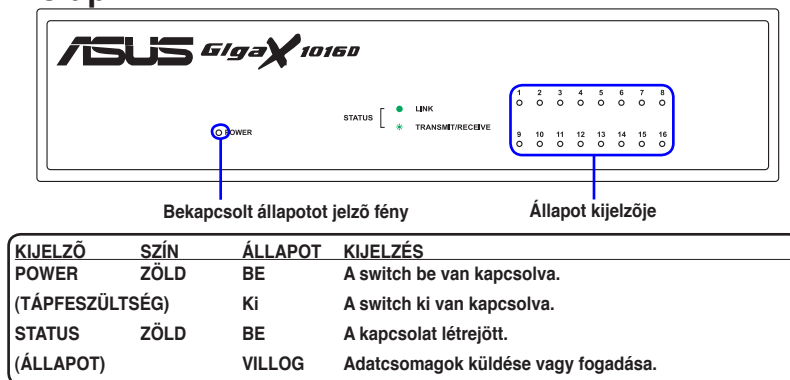 ASUS GigaX 1016D
1 2 3 4 5 6 7 8
STATUS
LINK
TRANSMIT/RECEIVE
POWER
9 10 11 12 13 14 15 16
Bekapcsolt állapotot jelzõ fény
Állapot kijelzõje
KIJELZÕ SZÍN ÁLLAPOT KIJELZÉS
POWER ZÖLD BE A switch be van kapcsolva.
(TÁPFESZÜLTSÉG) Ki A switch ki van kapcsolva.
STATUS ZÖLD BE A kapcsolat létrejött.
(ÁLLAPOT) VILLOG Adatcsomagok küldése vagy fogadása.